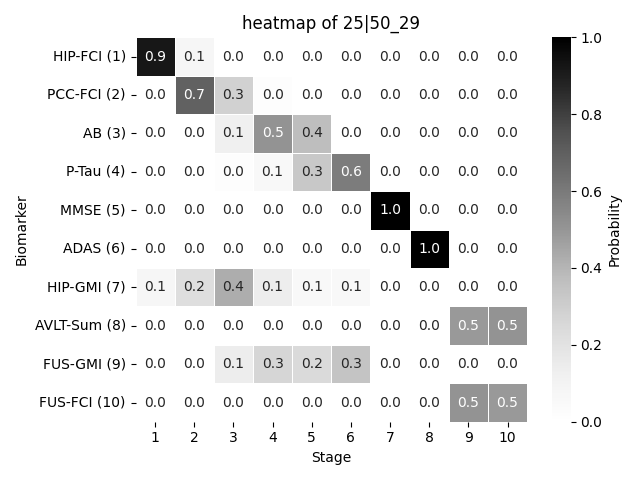 heatmap of 25|50_29
HIP-FCI (1) 0.9 0.1 0.0 0.0 0.0 0.0 0.0 0.0 0.0 0.0
PCC-FCI (2) 0.0 0.7 0.3 0.0 0.0 0.0 0.0 0.0 0.0 0.0
AB (3) 0.0 0.0 0.1 0.5 0.4 0.0 0.0 0.0 0.0 0.0
P-Tau (4) 0.0 0.0 0.0 0.1 0.3 0.6 0.0 0.0 0.0 0.0
MMSE (5) 0.0 0.0 0.0 0.0 0.0 0.0 1.0 0.0 0.0 0.0
ADAS (6) 0.0 0.0 0.0 0.0 0.0 0.0 0.0 1.0 0.0 0.0
HIP-GMI (7) 0.1 0.2 0.4 0.1 0.1 0.1 0.0 0.0 0.0 0.0
AVLT-Sum (8) 0.0 0.0 0.0 0.0 0.0 0.0 0.0 0.0 0.5 0.5
FUS-GMI (9) 0.0 0.0 0.1 0.3 0.2 0.3 0.0 0.0 0.0 0.0
FUS-FCI (10) 0.0 0.0 0.0 0.0 0.0 0.0 0.0 0.0 0.5 0.5
1 2 3 4 5 6 7 8 9 10
Stage
Biomarker
1.0
0.8
0.6
0.4
0.2
0.0
Probability